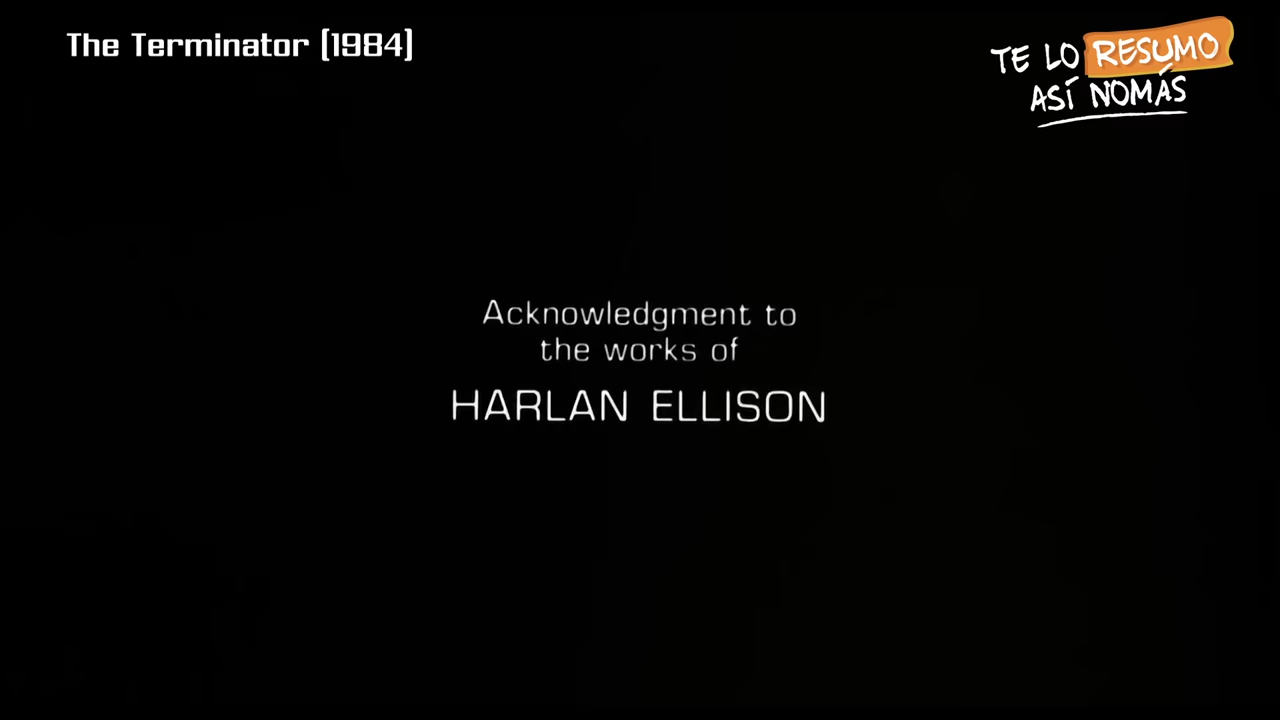 The Terminator [1984]
TE LO RESUMO
ASÍ NOMÁS
Acknowledgment to
the works of
HARLAN ELLISON